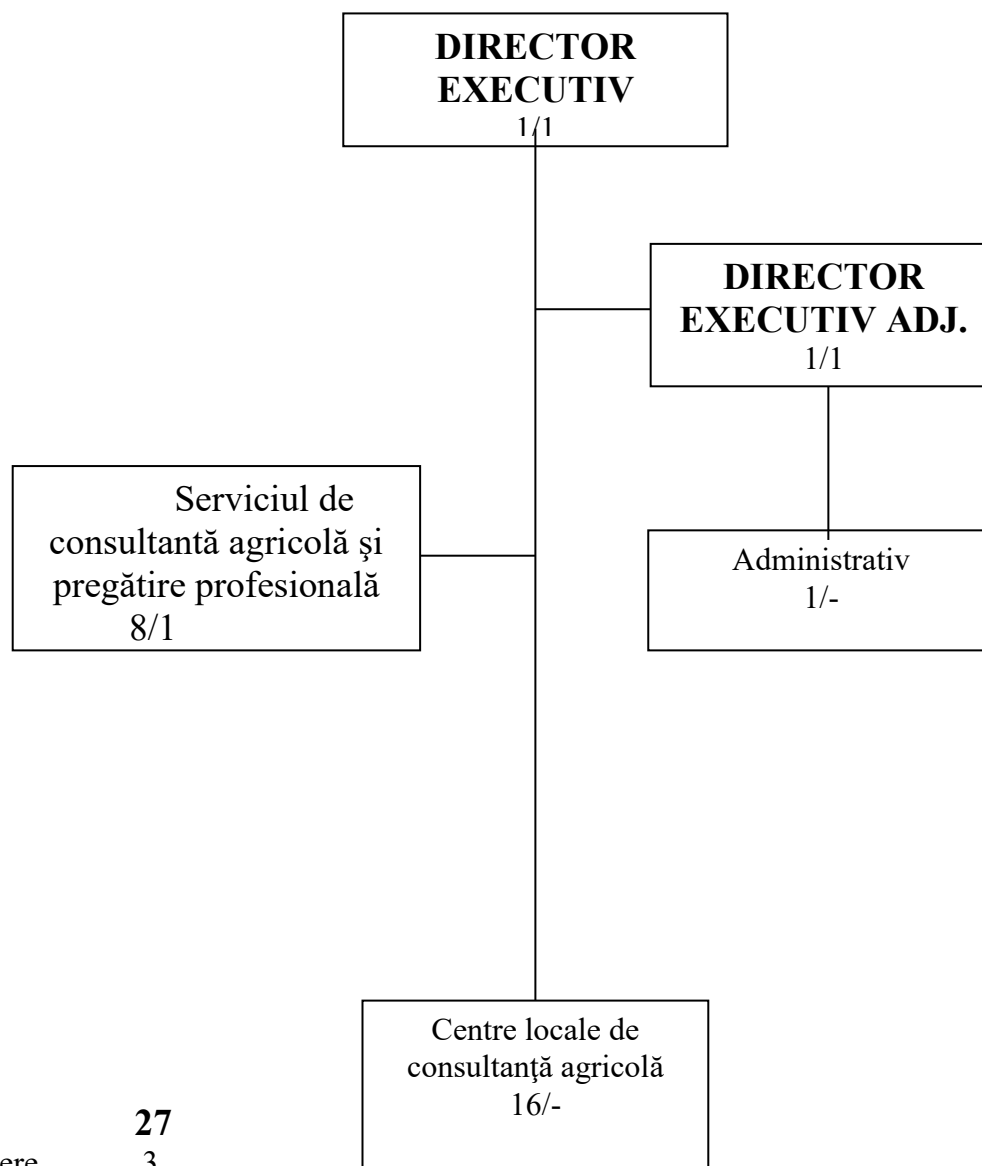 DIRECTOR
EXECUTIV
1/1
DIRECTOR
EXECUTIV ADJ.
1/1
Serviciul de
consultantă agricolă şi
pregătire profesională
8/1
Administrativ
1/-
Centre locale de
consultanţă agricolă
16/-
27
3